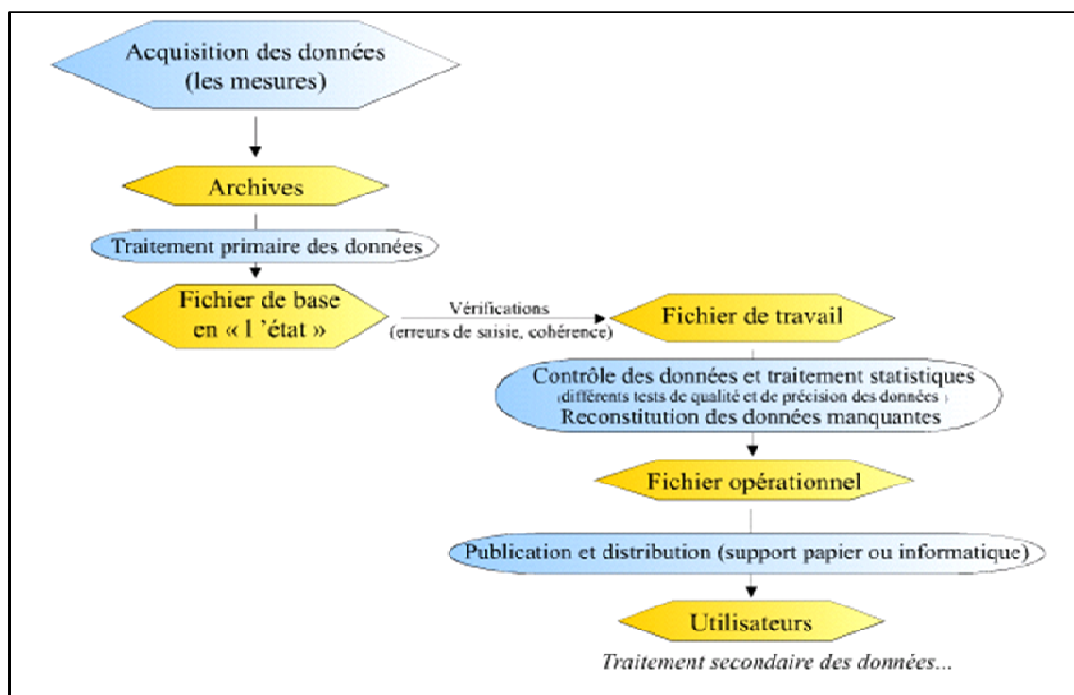 Acquisition des données
(les mesures)
Archives
Traitement primaire des données
Fichier de base
en « l ’état »
Vérifications
(erreurs de saisie, cohérence)
Fichier de travail
Contrôle des données et traitement statistiques
(différents tests de qualité et de précision des données )
Reconstitution des données manquantes
Fichier opérationnel
Publication et distribution (support papier ou informatique)
Utilisateurs
Traitement secondaire des données...